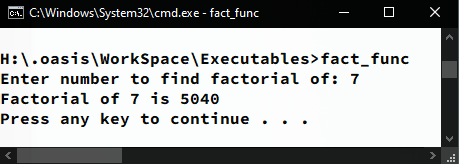 C:\Windows\System32\cmd.exe - fact_func
H:\.oasis\WorkSpace\Executables>fact_func
Enter number to find factorial of: 7
Factorial of 7 is 5040
Press any key to continue . . .